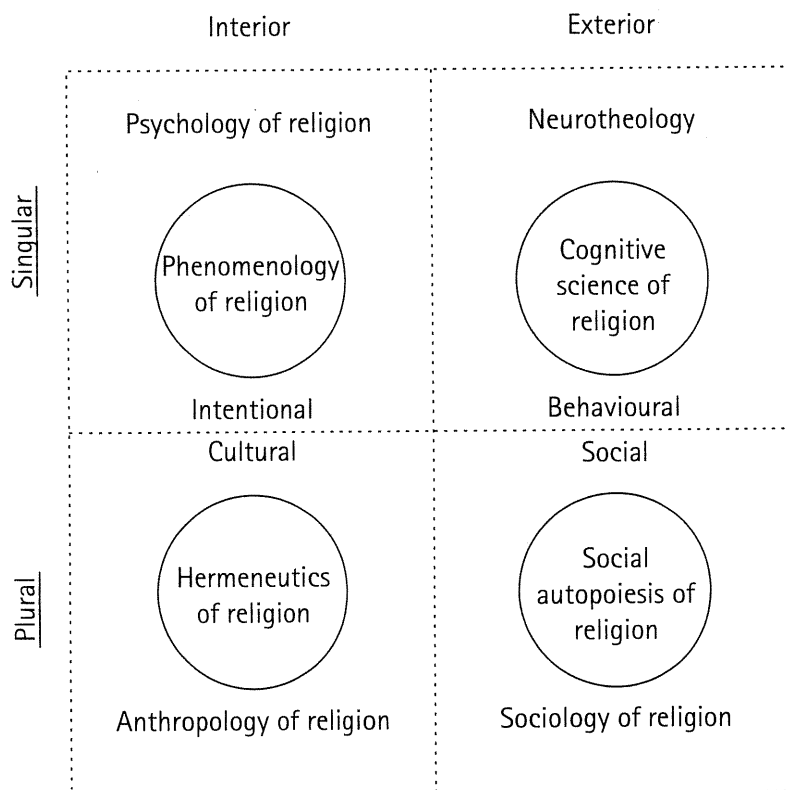 Interior
Exterior
Singular
Psychology of religion
Neurotheology
Phenomenology
of religion
Cognitive
science of
religion
Intentional
Behavioural
Plural
Cultural
Social
Hermeneutics
of religion
Social
autopoiesis of
religion
Anthropology of religion
Sociology of religion